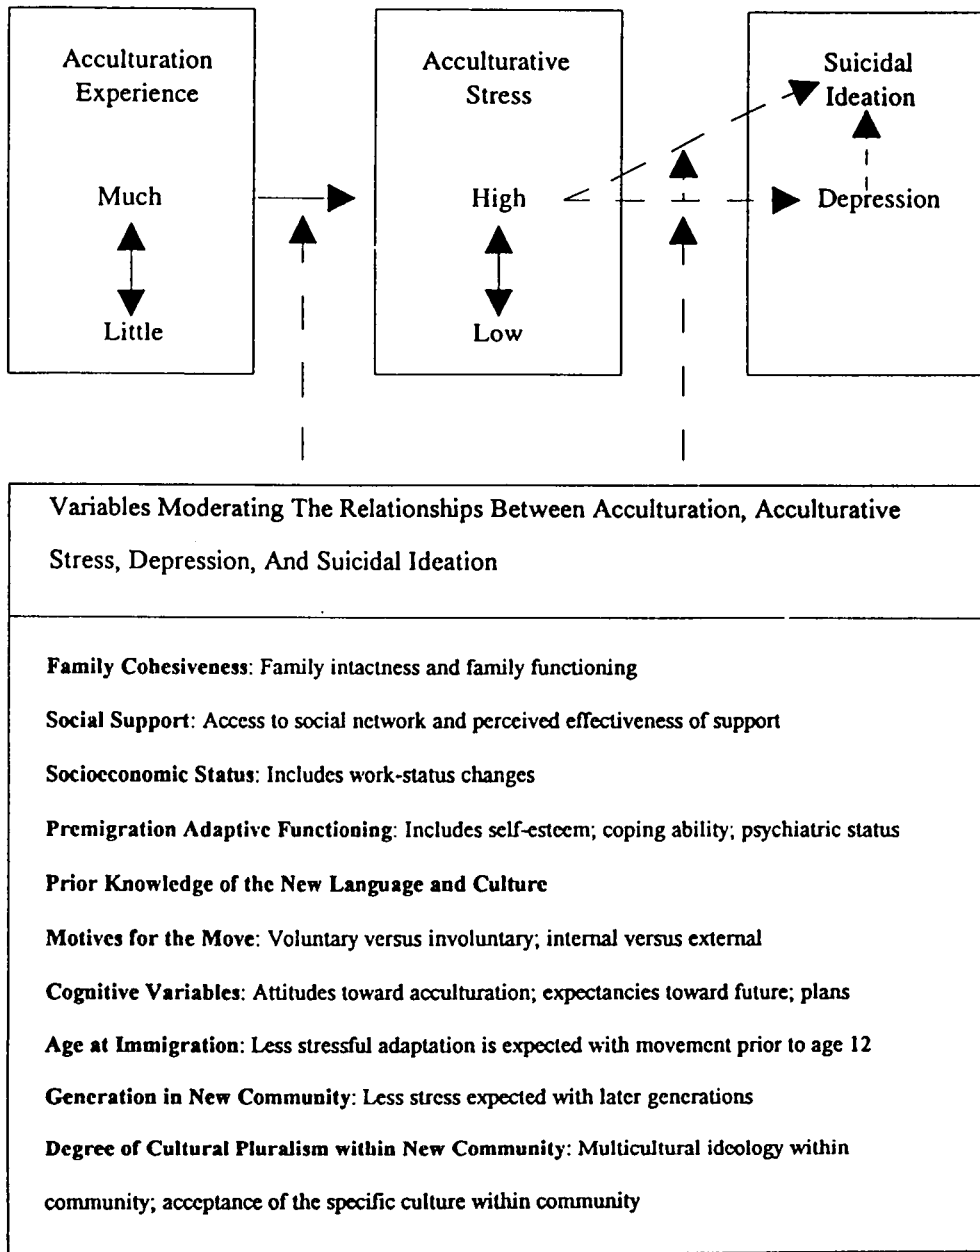 Acculturation
Experience
Much
Little
Acculturative
Stress
High
Low
Suicidal
Ideation
Depression
Variables Moderating The Relationships Between Acculturation, Acculturative
Stress, Depression, And Suicidal Ideation
Family Cohesiveness: Family intactness and family functioning
Social Support: Access to social network and perceived effectiveness of support
Socioeconomic Status: Includes work-status changes
Premigration Adaptive Functioning: Includes self-esteem; coping ability; psychiatric status
Prior Knowledge of the New Language and Culture
Motives for the Move: Voluntary versus involuntary; internal versus external
Cognitive Variables: Attitudes toward acculturation; expectancies toward future; plans
Age at Immigration: Less stressful adaptation is expected with movement prior to age 12
Generation in New Community: Less stress expected with later generations
Degree of Cultural Pluralism within New Community: Multicultural ideology within
community; acceptance of the specific culture within community